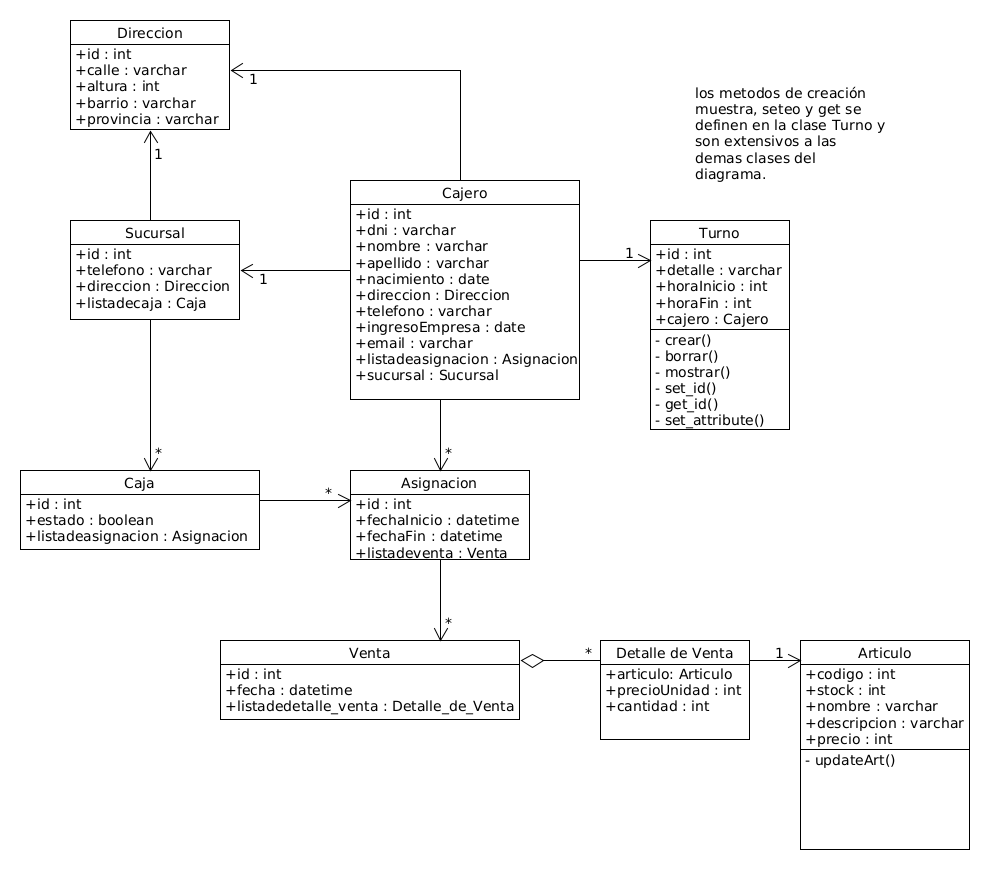 Direccion
+id : int
+calle : varchar
+altura : int
+barrio : varchar
+provincia : varchar
1
1
los metodos de creación
muestra, seteo y get se
definen en la clase Turno y
son extensivos a las
demas clases del
diagrama.
Cajero
+id : int
+dni : varchar
+nombre : varchar
+apellido : varchar
+nacimiento : date
+direccion : Direccion
+telefono : varchar
+ingresoEmpresa : date
+email : varchar
+listadeasignacion : Asignacion
+sucursal : Sucursal
Sucursal
+id : int
+telefono : varchar
+direccion : Direccion
+listadecaja : Caja
1
1
Turno
+id : int
+detalle : varchar
+horaInicio : int
+horaFin : int
+cajero : Cajero
- crear()
- borrar()
- mostrar()
- set_id()
- get_id()
- set_attribute()
*
*
Caja
+id : int
+estado : boolean
+listadeasignacion : Asignacion
*
Asignacion
+id : int
+fechaInicio : datetime
+fechaFin : datetime
+listadeventa : Venta
*
Venta
+id : int
+fecha : datetime
+listadedetalle_venta : Detalle_de_Venta
*
Detalle de Venta
+articulo: Articulo
+precioUnidad : int
+cantidad : int
1
Articulo
+codigo : int
+stock : int
+nombre : varchar
+descripcion : varchar
+precio : int
- updateArt()